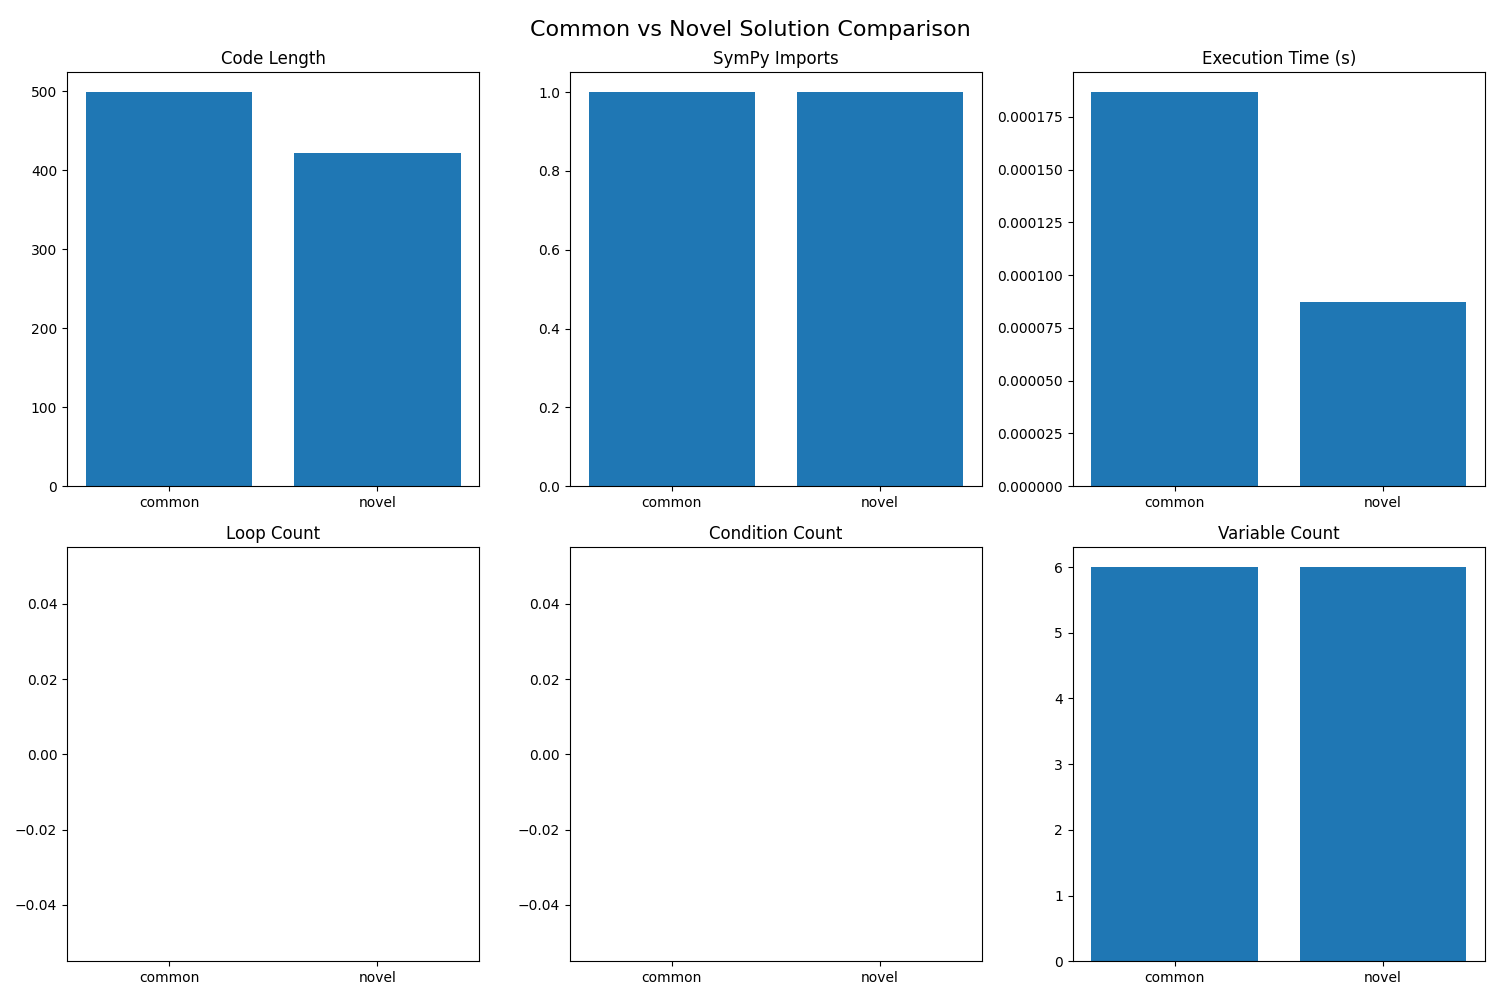 Common vs Novel Solution Comparison
Code Length
500
400
300
200
100
0
common novel
SymPy Imports
1.0
0.8
0.6
0.4
0.2
0.0
common novel
Execution Time (s)
0.000175
0.000150
0.000125
0.000100
0.000075
0.000050
0.000025
0.000000
common novel
Loop Count
0.04
0.02
0.00
−0.02
−0.04
common novel
Condition Count
0.04
0.02
0.00
−0.02
−0.04
common novel
Variable Count
6
5
4
3
2
1
0
common novel